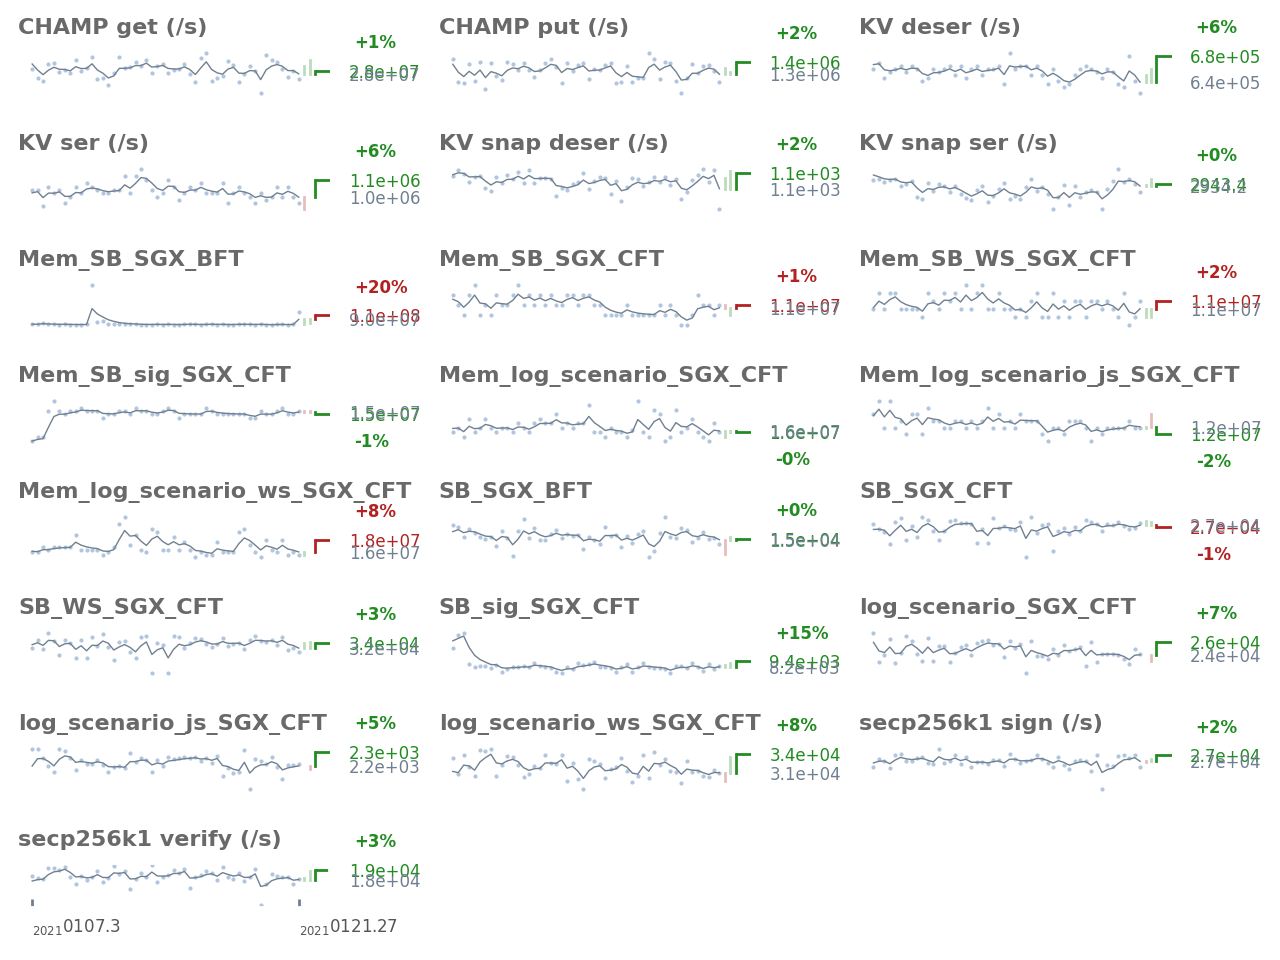 CHAMP get (/s)
+1%
2.8e+07
2.8e+07
CHAMP put (/s)
+2%
1.4e+06
1.3e+06
KV deser (/s)
+6%
6.8e+05
6.4e+05
KV ser (/s)
+6%
1.1e+06
1.0e+06
KV snap deser (/s)
+2%
1.1e+03
1.1e+03
KV snap ser (/s)
+0%
2943.4
2934.2
Mem_SB_SGX_BFT
+20%
1.1e+08
9.0e+07
Mem_SB_SGX_CFT
+1%
1.1e+07
1.1e+07
Mem_SB_WS_SGX_CFT
+2%
1.1e+07
1.1e+07
Mem_SB_sig_SGX_CFT
1.5e+07
1.5e+07
-1%
Mem_log_scenario_SGX_CFT
1.6e+07
1.6e+07
-0%
Mem_log_scenario_js_SGX_CFT
1.2e+07
1.2e+07
-2%
Mem_log_scenario_ws_SGX_CFT
+8%
1.8e+07
1.6e+07
SB_SGX_BFT
+0%
1.5e+04
1.5e+04
SB_SGX_CFT
2.7e+04
2.7e+04
-1%
SB_WS_SGX_CFT
+3%
3.4e+04
3.2e+04
SB_sig_SGX_CFT
+15%
9.4e+03
8.2e+03
log_scenario_SGX_CFT
+7%
2.6e+04
2.4e+04
log_scenario_js_SGX_CFT
+5%
2.3e+03
2.2e+03
log_scenario_ws_SGX_CFT
+8%
3.4e+04
3.1e+04
secp256k1 sign (/s)
+2%
2.7e+04
2.7e+04
secp256k1 verify (/s)
+3%
1.9e+04
1.8e+04
20210107.3
20210121.27